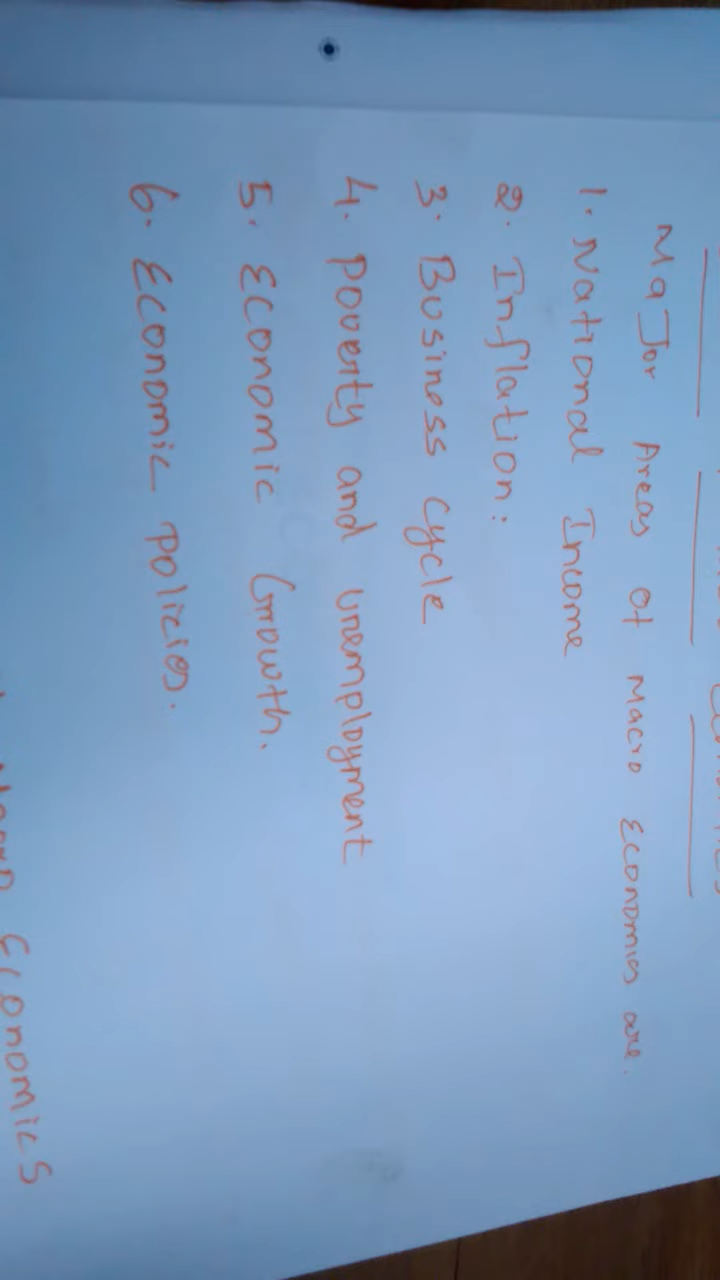 Major Areas of Macro Economics are.
1. National Income
2. Inflation:
3. Business cycle
4. Poverty and unemployment
5. Economic Growth.
6. Economic policies.
Economics